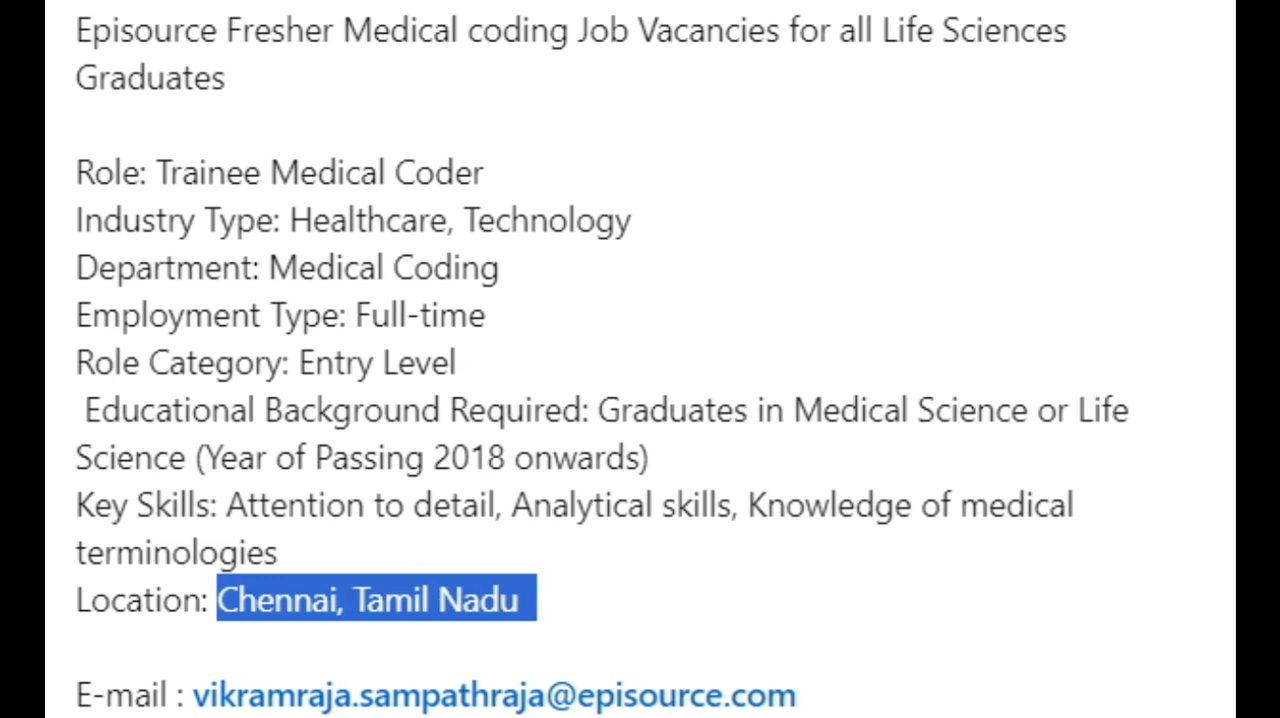 Episource Fresher Medical coding Job Vacancies for all Life Sciences
Graduates
Role: Trainee Medical Coder
Industry Type: Healthcare, Technology
Department: Medical Coding
Employment Type: Full-time
Role Category: Entry Level
Educational Background Required: Graduates in Medical Science or Life
Science (Year of Passing 2018 onwards)
Key Skills: Attention to detail, Analytical skills, Knowledge of medical
terminologies
Location: Chennai, Tamil Nadu
E-mail : vikramraja.sampathraja@episource.com